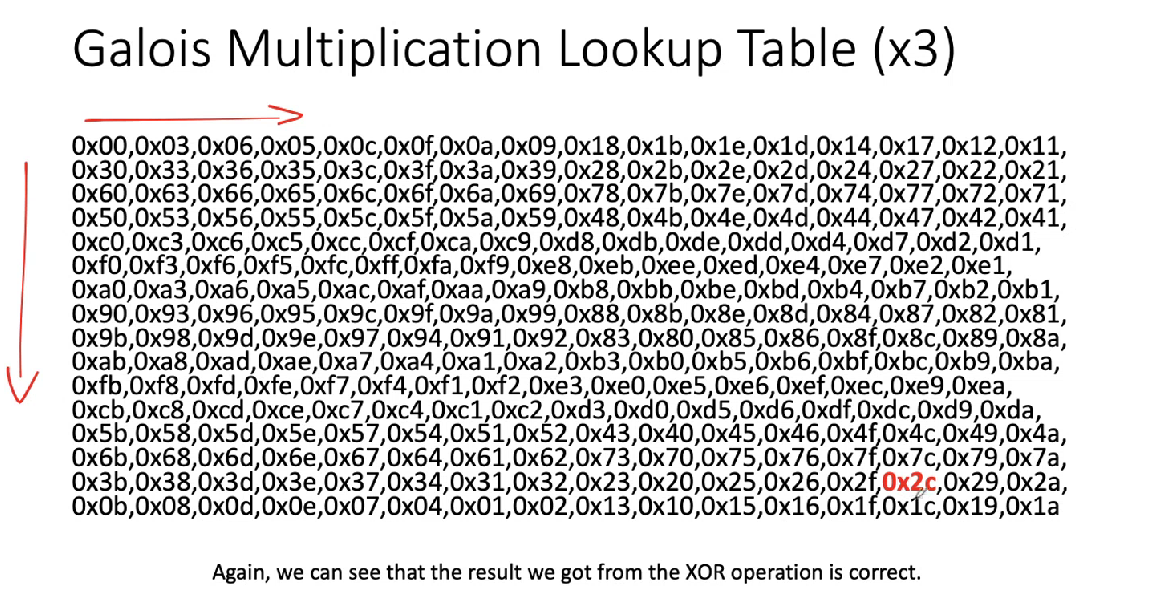 Galois Multiplication Lookup Table (x3)
0x00,0x03,0x06,0x05,0x0c,0x0f,0x0a,0x09,0x18,0x1b,0x1e,0x1d,0x14,0x17,0x12,0x11,
0x30,0x33,0x36,0x35,0x3c,0x3f,0x3a,0x39,0x28,0x2b,0x2e,0x2d,0x24,0x27,0x22,0x21,
0x60,0x63,0x66,0x65,0x6c,0x6f,0x6a,0x69,0x78,0x7b,0x7e,0x7d,0x74,0x77,0x72,0x71,
0x50,0x53,0x56,0x55,0x5c,0x5f,0x5a,0x59,0x48,0x4b,0x4e,0x4d,0x44,0x47,0x42,0x41,
0xc0,0xc3,0xc6,0xc5,0xcc,0xcf,0xca,0xc9,0xd8,0xdb,0xde,0xdd,0xd4,0xd7,0xd2,0xd1,
0xf0,0xf3,0xf6,0xf5,0xfc,0xff,0xfa,0xf9,0xe8,0xeb,0xee,0xed,0xe4,0xe7,0xe2,0xe1,
0xa0,0xa3,0xa6,0xa5,0xac,0xaf,0xaa,0xa9,0xb8,0xbb,0xbe,0xbd,0xb4,0xb7,0xb2,0xb1,
0x90,0x93,0x96,0x95,0x9c,0x9f,0x9a,0x99,0x88,0x8b,0x8e,0x8d,0x84,0x87,0x82,0x81,
0x9b,0x98,0x9d,0x9e,0x97,0x94,0x91,0x92,0x83,0x80,0x85,0x86,0x8f,0x8c,0x89,0x8a,
0xab,0xa8,0xad,0xae,0xa7,0xa4,0xa1,0xa2,0xb3,0xb0,0xb5,0xb6,0xbf,0xbc,0xb9,0xba,
0xfb,0xf8,0xfd,0xfe,0xf7,0xf4,0xf1,0xf2,0xe3,0xe0,0xe5,0xe6,0xef,0xec,0xe9,0xea,
0xcb,0xc8,0xcd,0xce,0xc7,0xc4,0xc1,0xc2,0xd3,0xd0,0xd5,0xd6,0xdf,0xdc,0xd9,0xda,
0x5b,0x58,0x5d,0x5e,0x57,0x54,0x51,0x52,0x43,0x40,0x45,0x46,0x4f,0x4c,0x49,0x4a,
0x6b,0x68,0x6d,0x6e,0x67,0x64,0x61,0x62,0x73,0x70,0x75,0x76,0x7f,0x7c,0x79,0x7a,
0x3b,0x38,0x3d,0x3e,0x37,0x34,0x31,0x32,0x23,0x20,0x25,0x26,0x2f,0x2c,0x29,0x2a,
0x0b,0x08,0x0d,0x0e,0x07,0x04,0x01,0x02,0x13,0x10,0x15,0x16,0x1f,0x1c,0x19,0x1a
Again, we can see that the result we got from the XOR operation is correct.